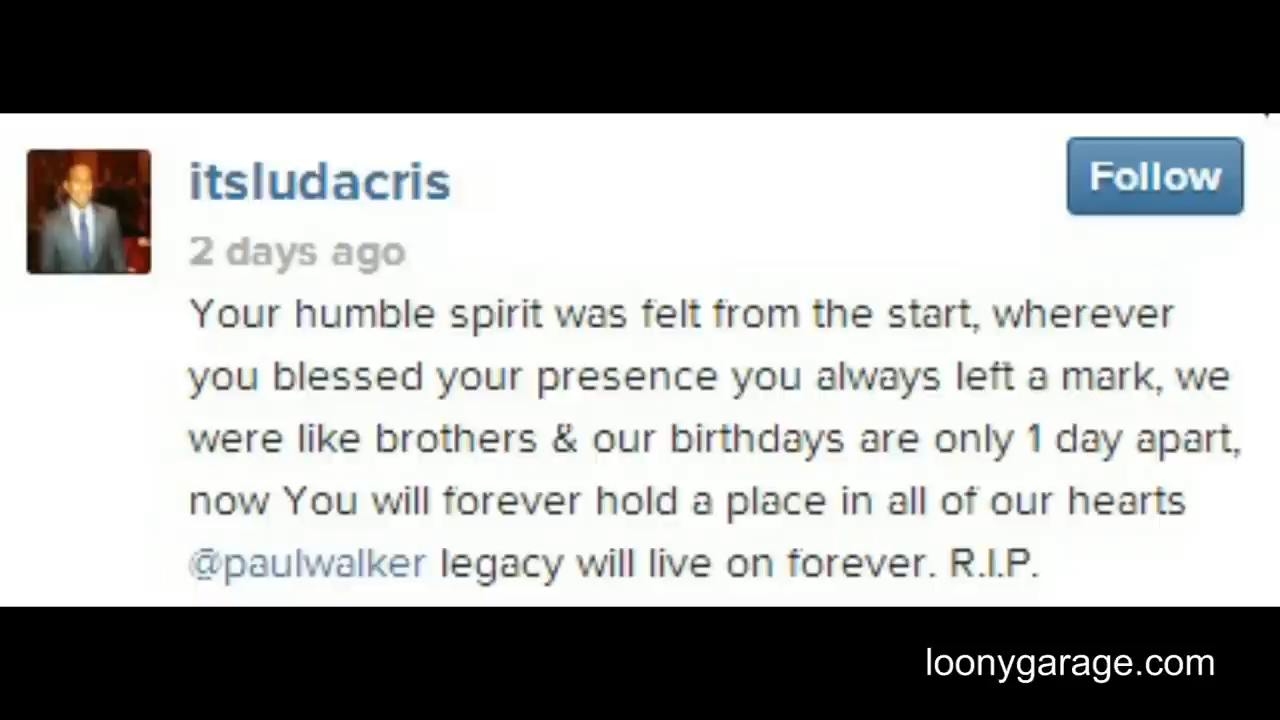 itsludacris
Follow
2 days ago
Your humble spirit was felt from the start, wherever
you blessed your presence you always left a mark, we
were like brothers & our birthdays are only 1 day apart,
now You will forever hold a place in all of our hearts
@paulwalker legacy will live on forever. R.I.P.
loonygarage.com